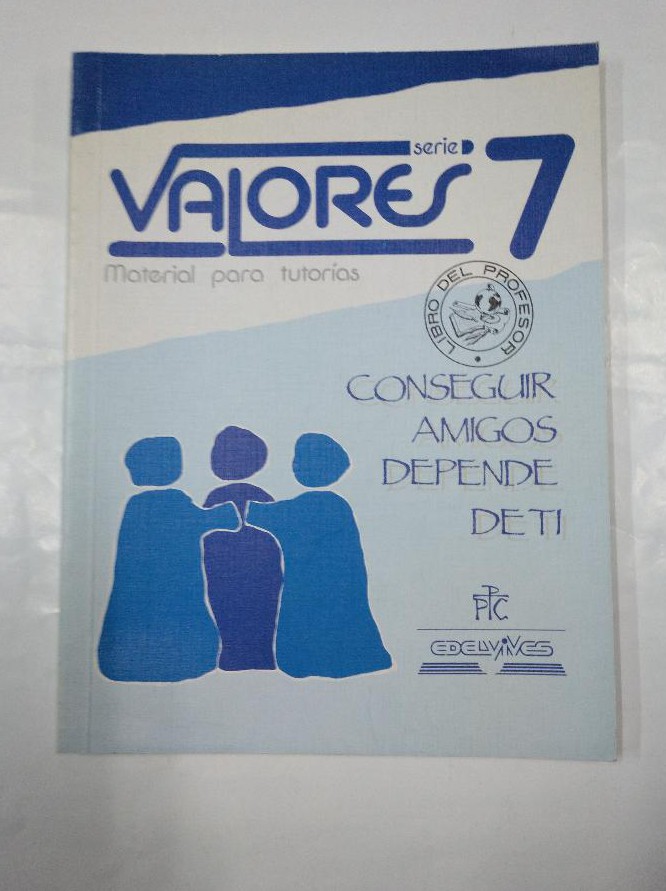 serie D
VALORES 7
Material para tutorías
LIBRO DEL PROFESOR
CONSEGUIR
AMIGOS
DEPENDE
DE TI
PPC
EDELVIVES